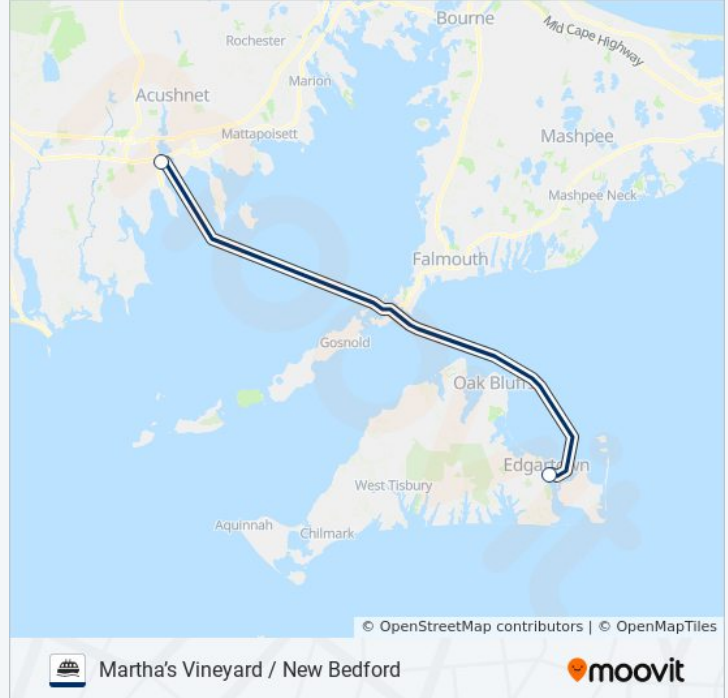 Bourne
Mid Cape Highway
Rochester
Marion
Acushnet
Mattapoisett
Mashpee
Mashpee Neck
Falmouth
Gosnold
Oak Bluffs
Edgartown
West Tisbury
Aquinnah
Chilmark
© OpenStreetMap contributors | © OpenMapTiles
Martha’s Vineyard / New Bedford
moovit